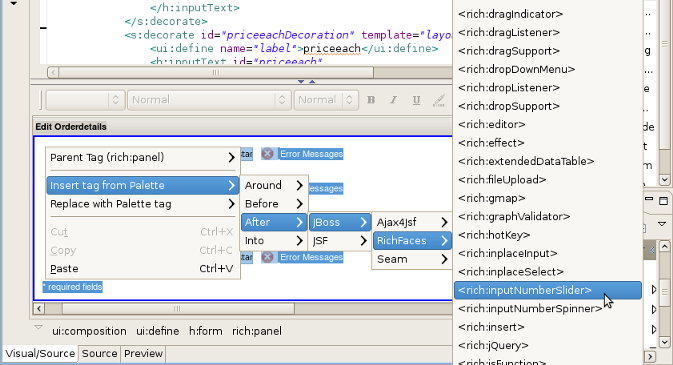 </h:inputText>
</s:decorate>
<s:decorate id="priceeachDecoration" template="layou
<ui:define name="label">priceeach</ui:define>
<h:inputText id="priceeach"
Normal
Normal
B I U
Edit Orderdetails
Error Messages
Parent Tag (rich:panel)
Insert tag from Palette
Replace with Palette tag
Cut Ctrl+X
Copy Ctrl+C
Paste Ctrl+V
Around
Before
After
Into
JBoss
JSF
Ajax4Jsf
RichFaces
Seam
Error Messages
* required fields
<rich:dragIndicator>
<rich:dragListener>
<rich:dragSupport>
<rich:dropDownMenu>
<rich:dropListener>
<rich:dropSupport>
<rich:editor>
<rich:effect>
<rich:extendedDataTable>
<rich:fileUpload>
<rich:gmap>
<rich:graphValidator>
<rich:hotKey>
<rich:inplaceInput>
<rich:inplaceSelect>
<rich:inputNumberSlider>
<rich:inputNumberSpinner>
<rich:insert>
<rich:jQuery>
<rich:jsFunction>
ui:composition ui:define h:form rich:panel
Visual/Source Source Preview